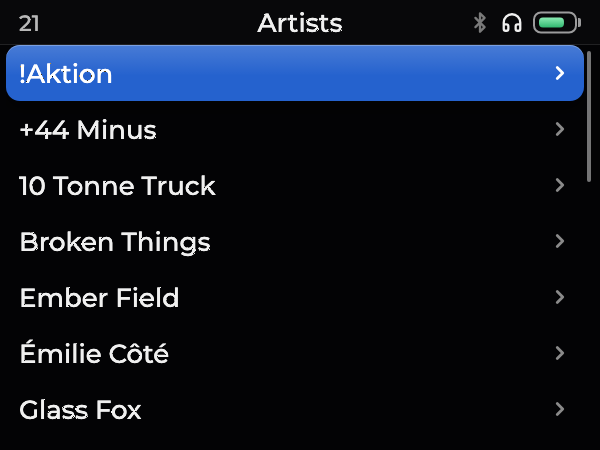 21
Artists
!Aktion
+44 Minus
10 Tonne Truck
Broken Things
Ember Field
Émilie Côté
Glass Fox